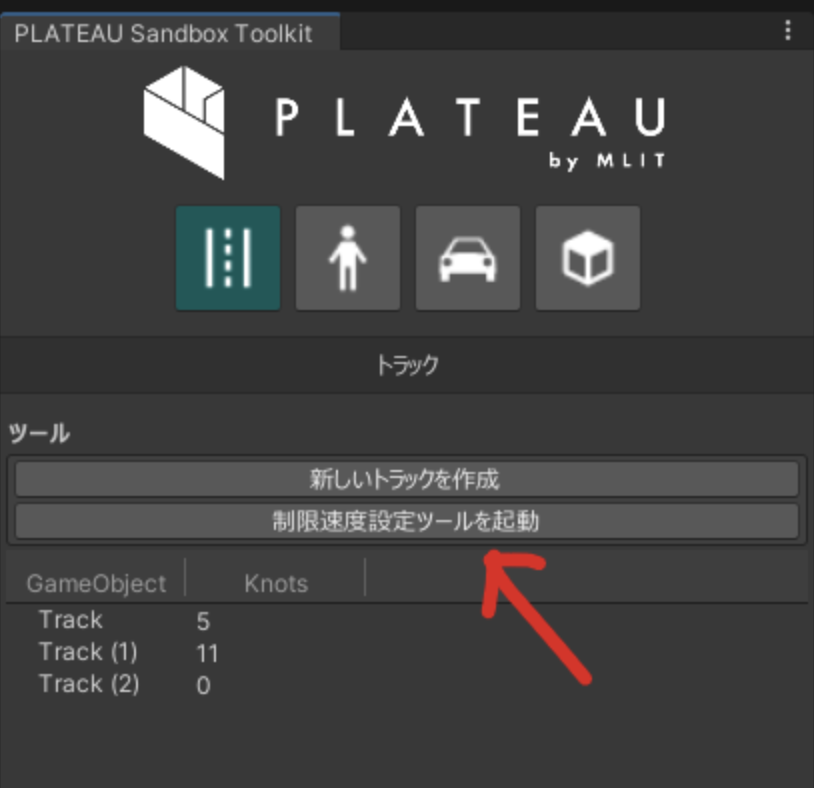 PLATEAU Sandbox Toolkit
PLATEAU
by MLIT
トラック
ツール
新しいトラックを作成
制限速度設定ツールを起動
GameObject Knots
Track 5
Track (1) 11
Track (2) 0